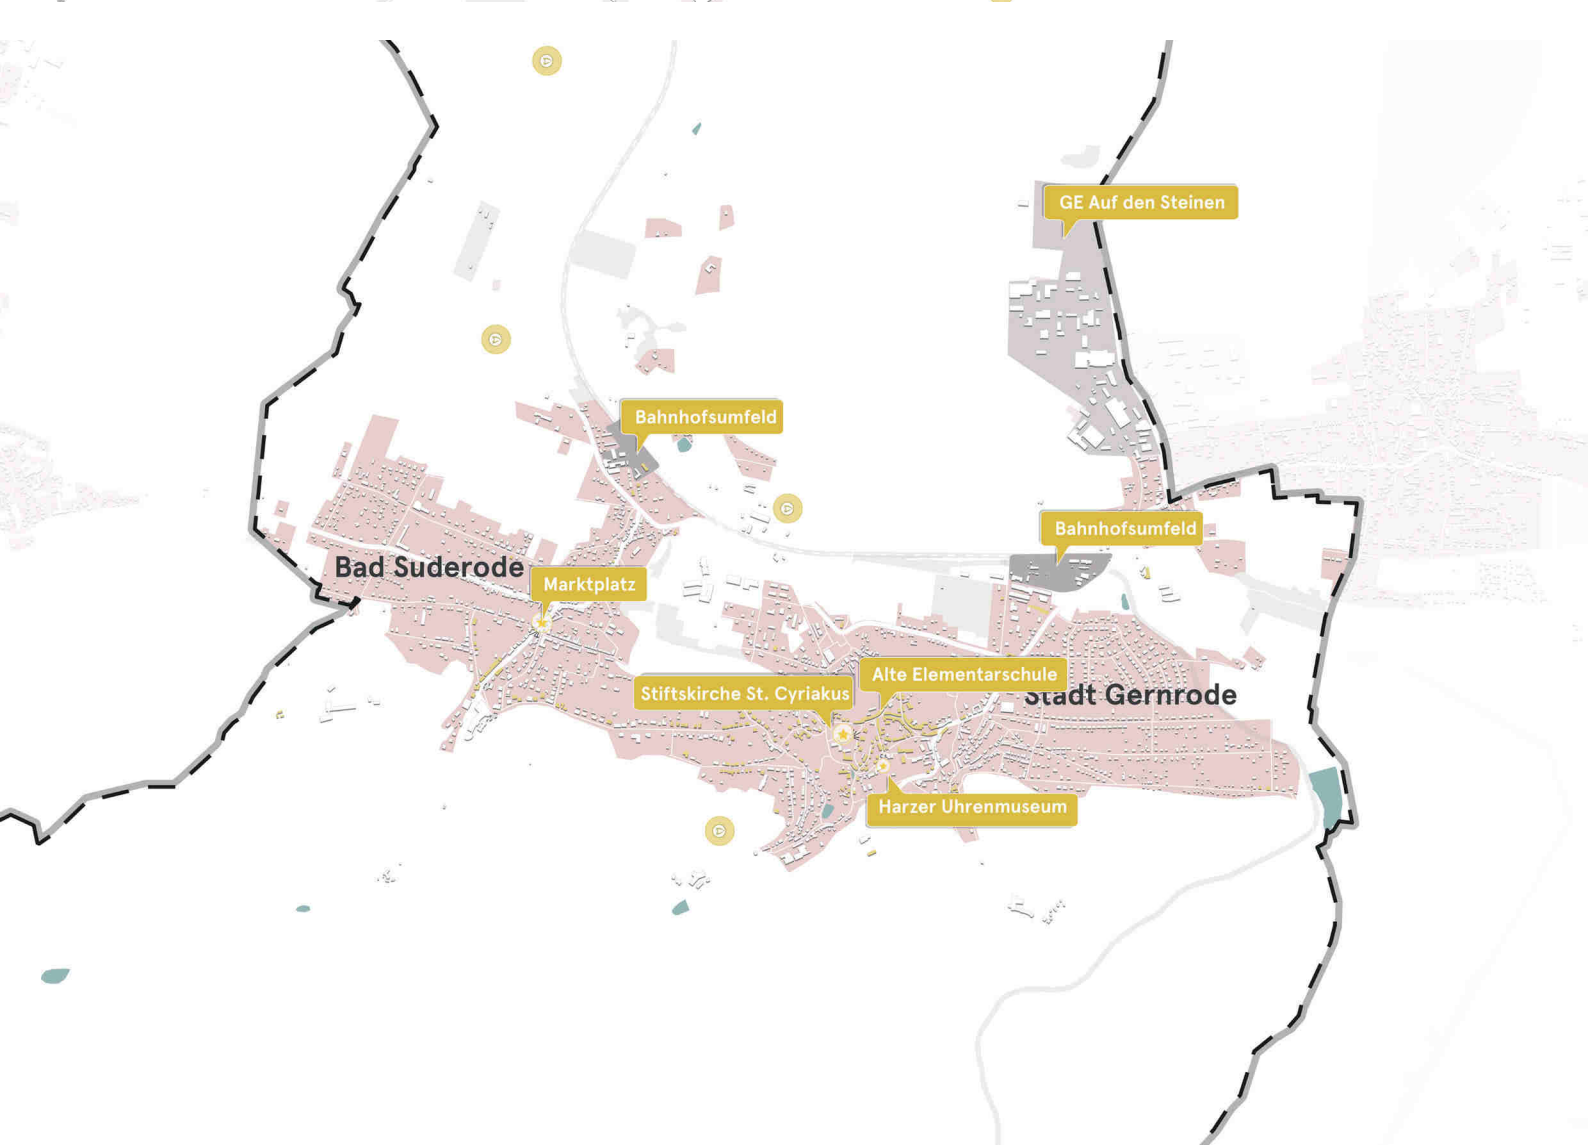 GE Auf den Steinen
Bahnhofsumfeld
Bahnhofsumfeld
Bad Suderode
Marktplatz
Alte Elementarschule
Stiftskirche St. Cyriakus
Stadt Gernrode
Harzer Uhrenmuseum